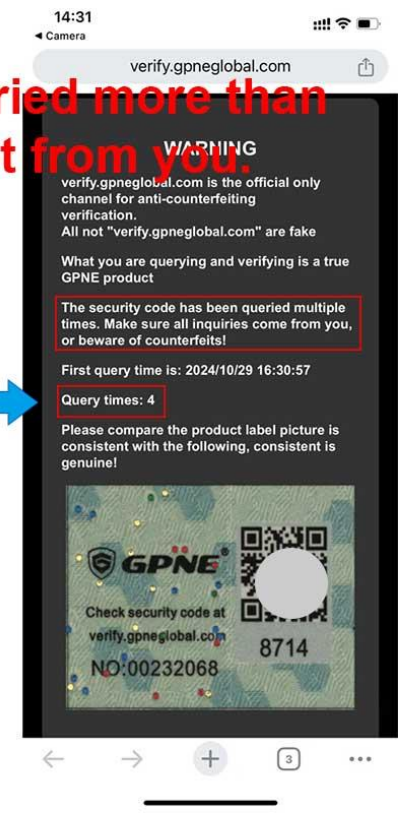 14:31
◀ Camera
verify.gpneglobal.com
ried more than
t from you.
WARNING
verify.gpneglobal.com is the official only
channel for anti-counterfeiting
verification.
All not "verify.gpneglobal.com" are fake
What you are querying and verifying is a true
GPNE product
The security code has been queried multiple
times. Make sure all inquiries come from you,
or beware of counterfeits!
First query time is: 2024/10/29 16:30:57
Query times: 4
Please compare the product label picture is
consistent with the following, consistent is
genuine!
GPNE
Check security code at
verify.gpneglobal.com
NO:00232068
8714
3